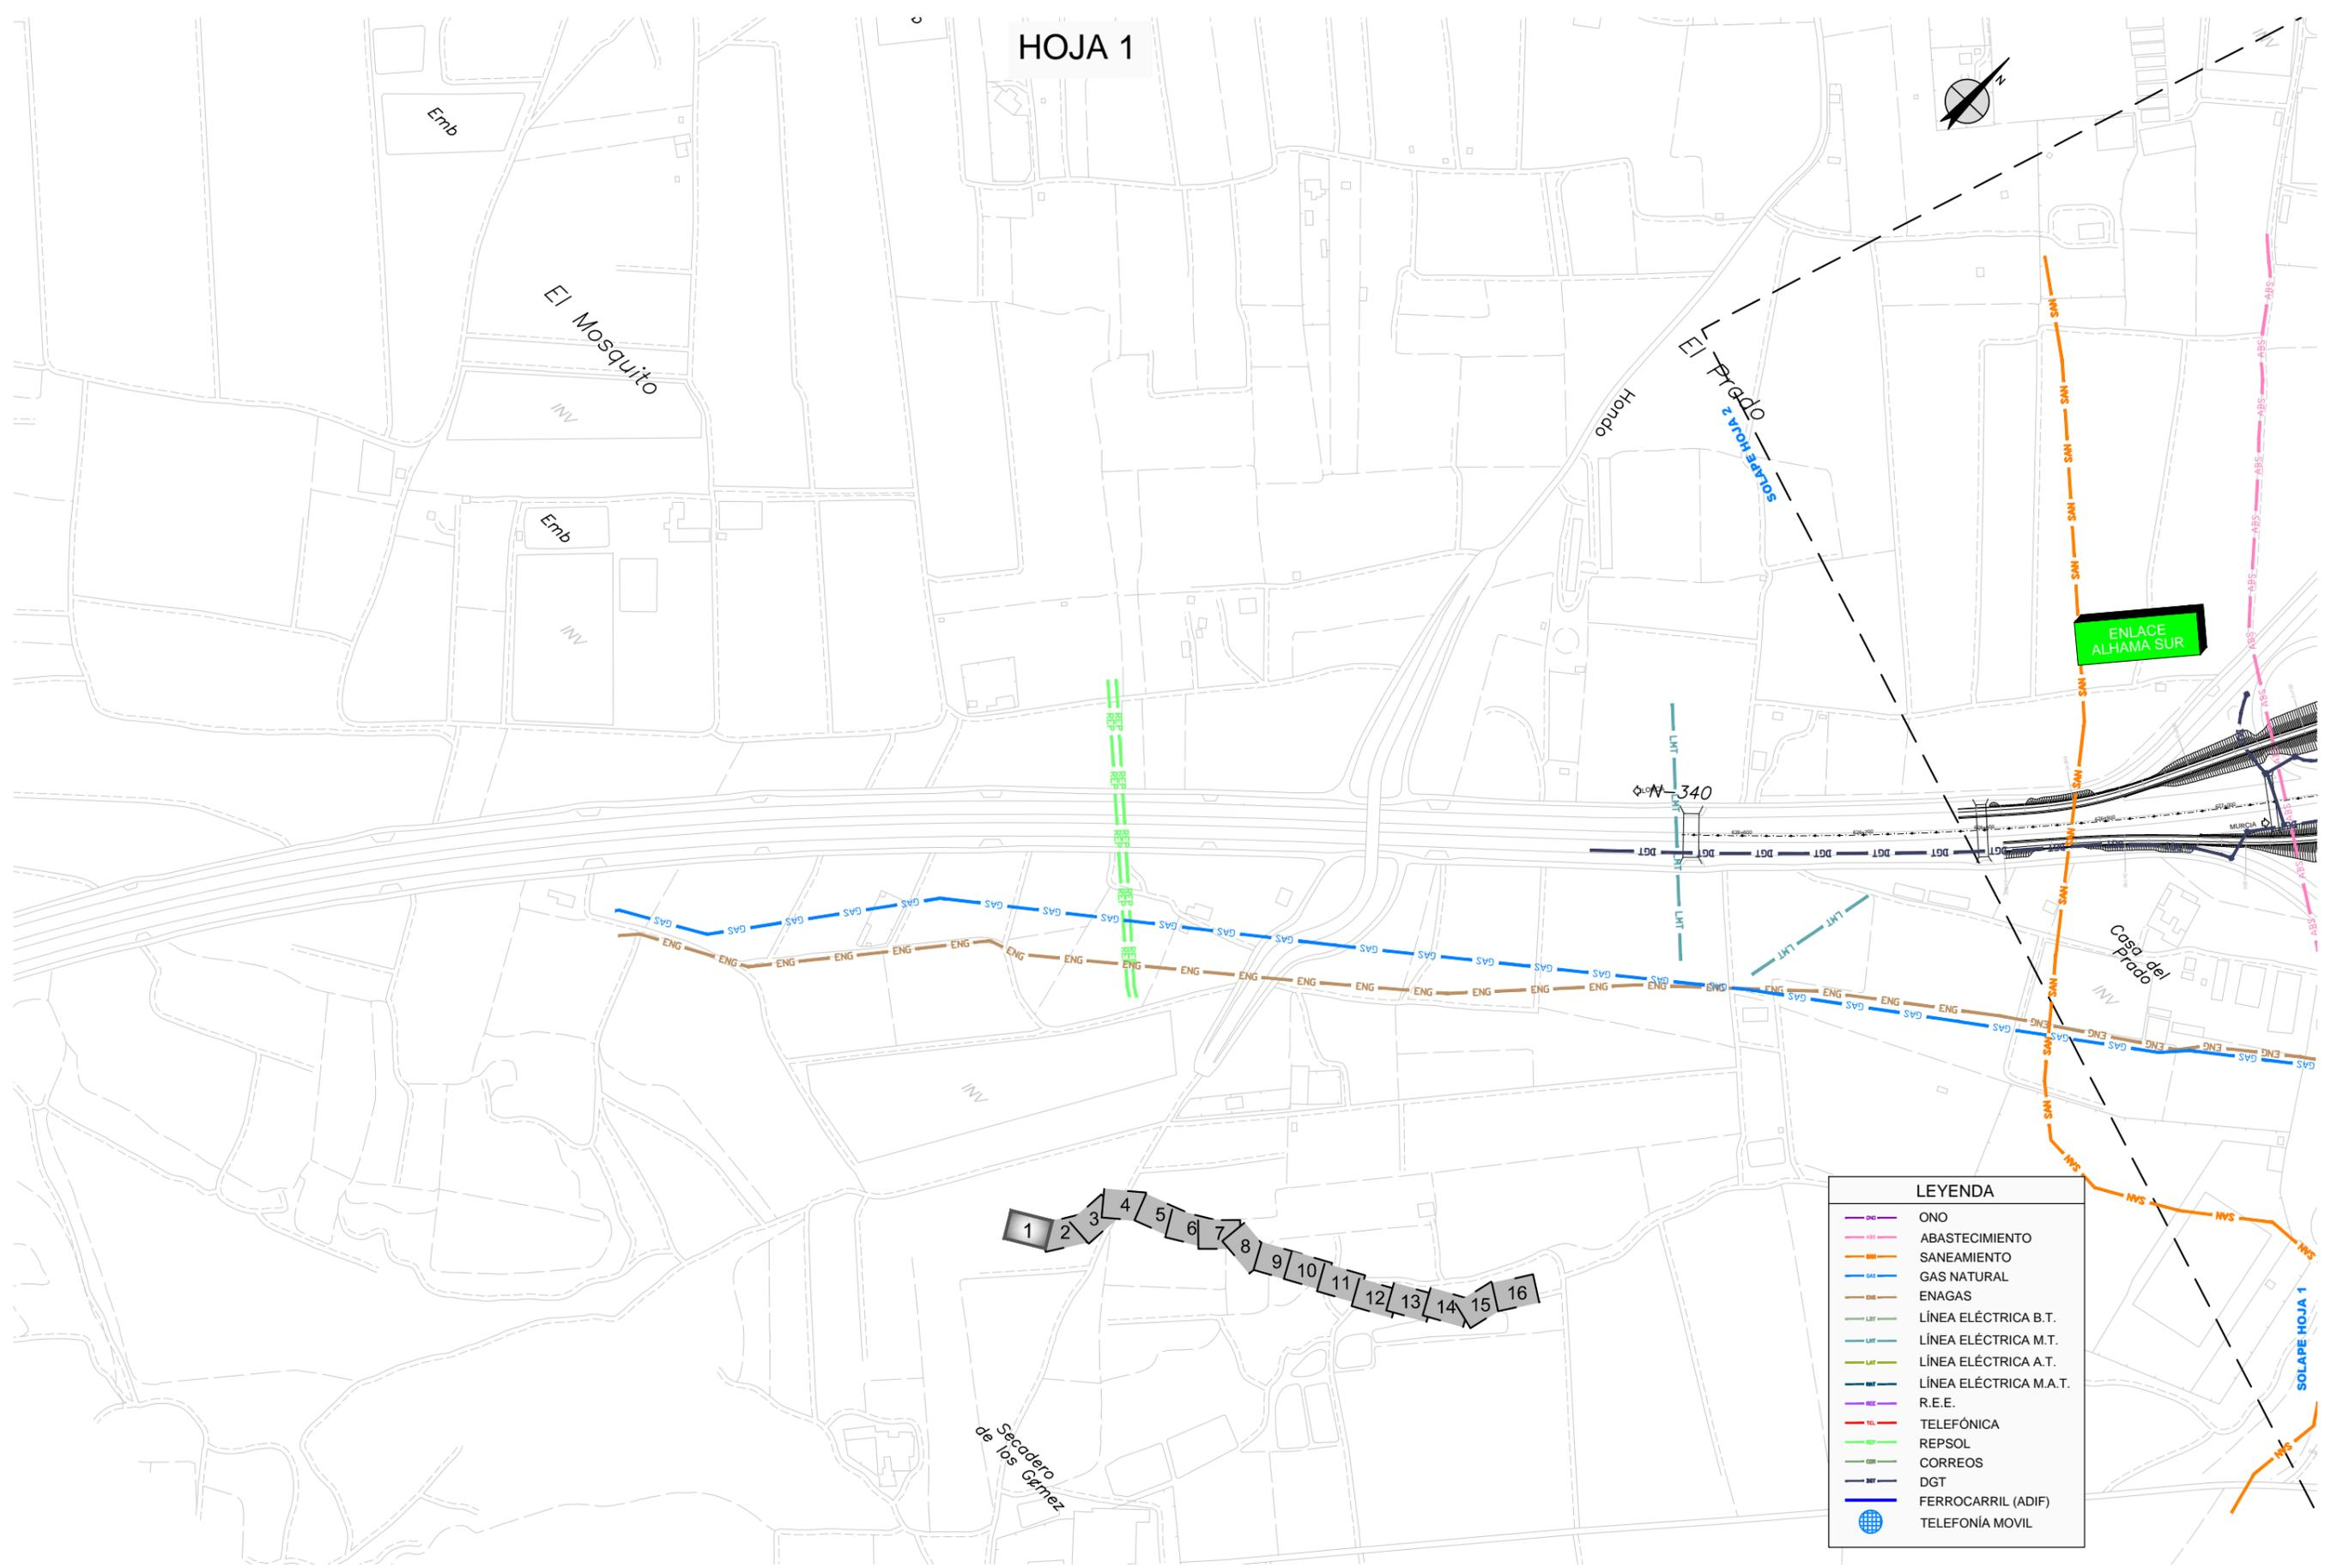 HOJA 1
Emb
N
El Mosquito
El Prado
SOLAPE HOJA 2
Hondo
INV
Emb
INV
ENLACE
ALHAMA SUR
N-340
MURCIA
SAN
ABS
REP
LMT
DGT
GAS
ENG
Casa del
Prado
INV
INV
1
2
3
4
5
6
7
8
9
10
11
12
13
14
15
16
Secadero
de los Gømez
SOLAPE HOJA 1
LEYENDA
ONO
ABASTECIMIENTO
SANEAMIENTO
GAS NATURAL
ENAGAS
LÍNEA ELÉCTRICA B.T.
LÍNEA ELÉCTRICA M.T.
LÍNEA ELÉCTRICA A.T.
LÍNEA ELÉCTRICA M.A.T.
R.E.E.
TELEFÓNICA
REPSOL
CORREOS
DGT
FERROCARRIL (ADIF)
TELEFONÍA MOVIL